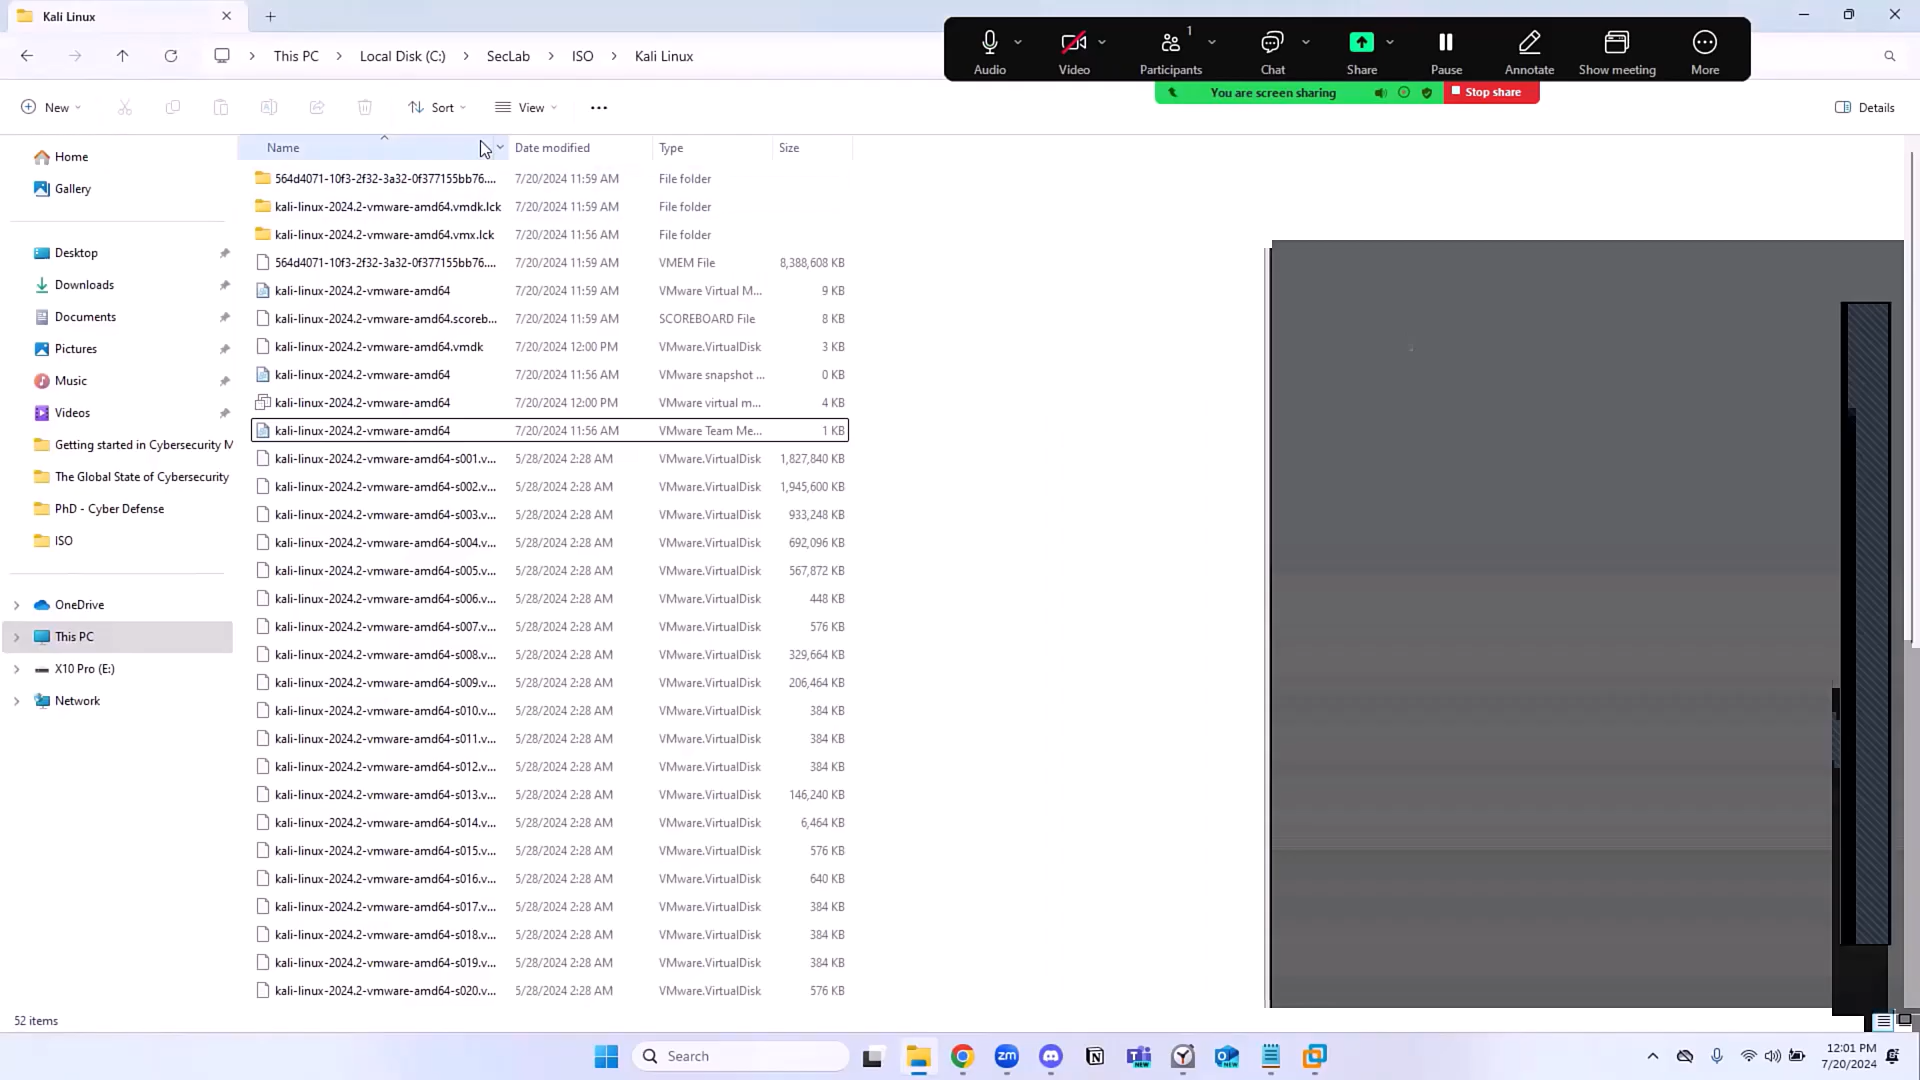 Kali Linux
This PC > Local Disk (C:) > SecLab > ISO > Kali Linux
Audio
Video
1
Participants
Chat
Share
Pause
Annotate
Show meeting
More
You are screen sharing
Stop share
New
Sort
View
Details
Name Date modified Type Size
564d4071-10f3-2f32-3a32-0f377155bb76.... 7/20/2024 11:59 AM File folder
kali-linux-2024.2-vmware-amd64.vmdk.lck 7/20/2024 11:59 AM File folder
kali-linux-2024.2-vmware-amd64.vmx.lck 7/20/2024 11:56 AM File folder
564d4071-10f3-2f32-3a32-0f377155bb76.... 7/20/2024 11:59 AM VMEM File 8,388,608 KB
kali-linux-2024.2-vmware-amd64 7/20/2024 11:59 AM VMware Virtual M... 9 KB
kali-linux-2024.2-vmware-amd64.scoreb... 7/20/2024 11:59 AM SCOREBOARD File 8 KB
kali-linux-2024.2-vmware-amd64.vmdk 7/20/2024 12:00 PM VMware.VirtualDisk 3 KB
kali-linux-2024.2-vmware-amd64 7/20/2024 11:56 AM VMware snapshot ... 0 KB
kali-linux-2024.2-vmware-amd64 7/20/2024 12:00 PM VMware virtual m... 4 KB
kali-linux-2024.2-vmware-amd64 7/20/2024 11:56 AM VMware Team Me... 1 KB
kali-linux-2024.2-vmware-amd64-s001.v... 5/28/2024 2:28 AM VMware.VirtualDisk 1,827,840 KB
kali-linux-2024.2-vmware-amd64-s002.v... 5/28/2024 2:28 AM VMware.VirtualDisk 1,945,600 KB
kali-linux-2024.2-vmware-amd64-s003.v... 5/28/2024 2:28 AM VMware.VirtualDisk 933,248 KB
kali-linux-2024.2-vmware-amd64-s004.v... 5/28/2024 2:28 AM VMware.VirtualDisk 692,096 KB
kali-linux-2024.2-vmware-amd64-s005.v... 5/28/2024 2:28 AM VMware.VirtualDisk 567,872 KB
kali-linux-2024.2-vmware-amd64-s006.v... 5/28/2024 2:28 AM VMware.VirtualDisk 448 KB
kali-linux-2024.2-vmware-amd64-s007.v... 5/28/2024 2:28 AM VMware.VirtualDisk 576 KB
kali-linux-2024.2-vmware-amd64-s008.v... 5/28/2024 2:28 AM VMware.VirtualDisk 329,664 KB
kali-linux-2024.2-vmware-amd64-s009.v... 5/28/2024 2:28 AM VMware.VirtualDisk 206,464 KB
kali-linux-2024.2-vmware-amd64-s010.v... 5/28/2024 2:28 AM VMware.VirtualDisk 384 KB
kali-linux-2024.2-vmware-amd64-s011.v... 5/28/2024 2:28 AM VMware.VirtualDisk 384 KB
kali-linux-2024.2-vmware-amd64-s012.v... 5/28/2024 2:28 AM VMware.VirtualDisk 384 KB
kali-linux-2024.2-vmware-amd64-s013.v... 5/28/2024 2:28 AM VMware.VirtualDisk 146,240 KB
kali-linux-2024.2-vmware-amd64-s014.v... 5/28/2024 2:28 AM VMware.VirtualDisk 6,464 KB
kali-linux-2024.2-vmware-amd64-s015.v... 5/28/2024 2:28 AM VMware.VirtualDisk 576 KB
kali-linux-2024.2-vmware-amd64-s016.v... 5/28/2024 2:28 AM VMware.VirtualDisk 640 KB
kali-linux-2024.2-vmware-amd64-s017.v... 5/28/2024 2:28 AM VMware.VirtualDisk 384 KB
kali-linux-2024.2-vmware-amd64-s018.v... 5/28/2024 2:28 AM VMware.VirtualDisk 384 KB
kali-linux-2024.2-vmware-amd64-s019.v... 5/28/2024 2:28 AM VMware.VirtualDisk 384 KB
kali-linux-2024.2-vmware-amd64-s020.v... 5/28/2024 2:28 AM VMware.VirtualDisk 576 KB
Home
Gallery
Desktop
Downloads
Documents
Pictures
Music
Videos
Getting started in Cybersecurity M
The Global State of Cybersecurity
PhD - Cyber Defense
ISO
OneDrive
This PC
X10 Pro (E:)
Network
52 items
Search
zm
NEW
NEW
12:01 PM
7/20/2024